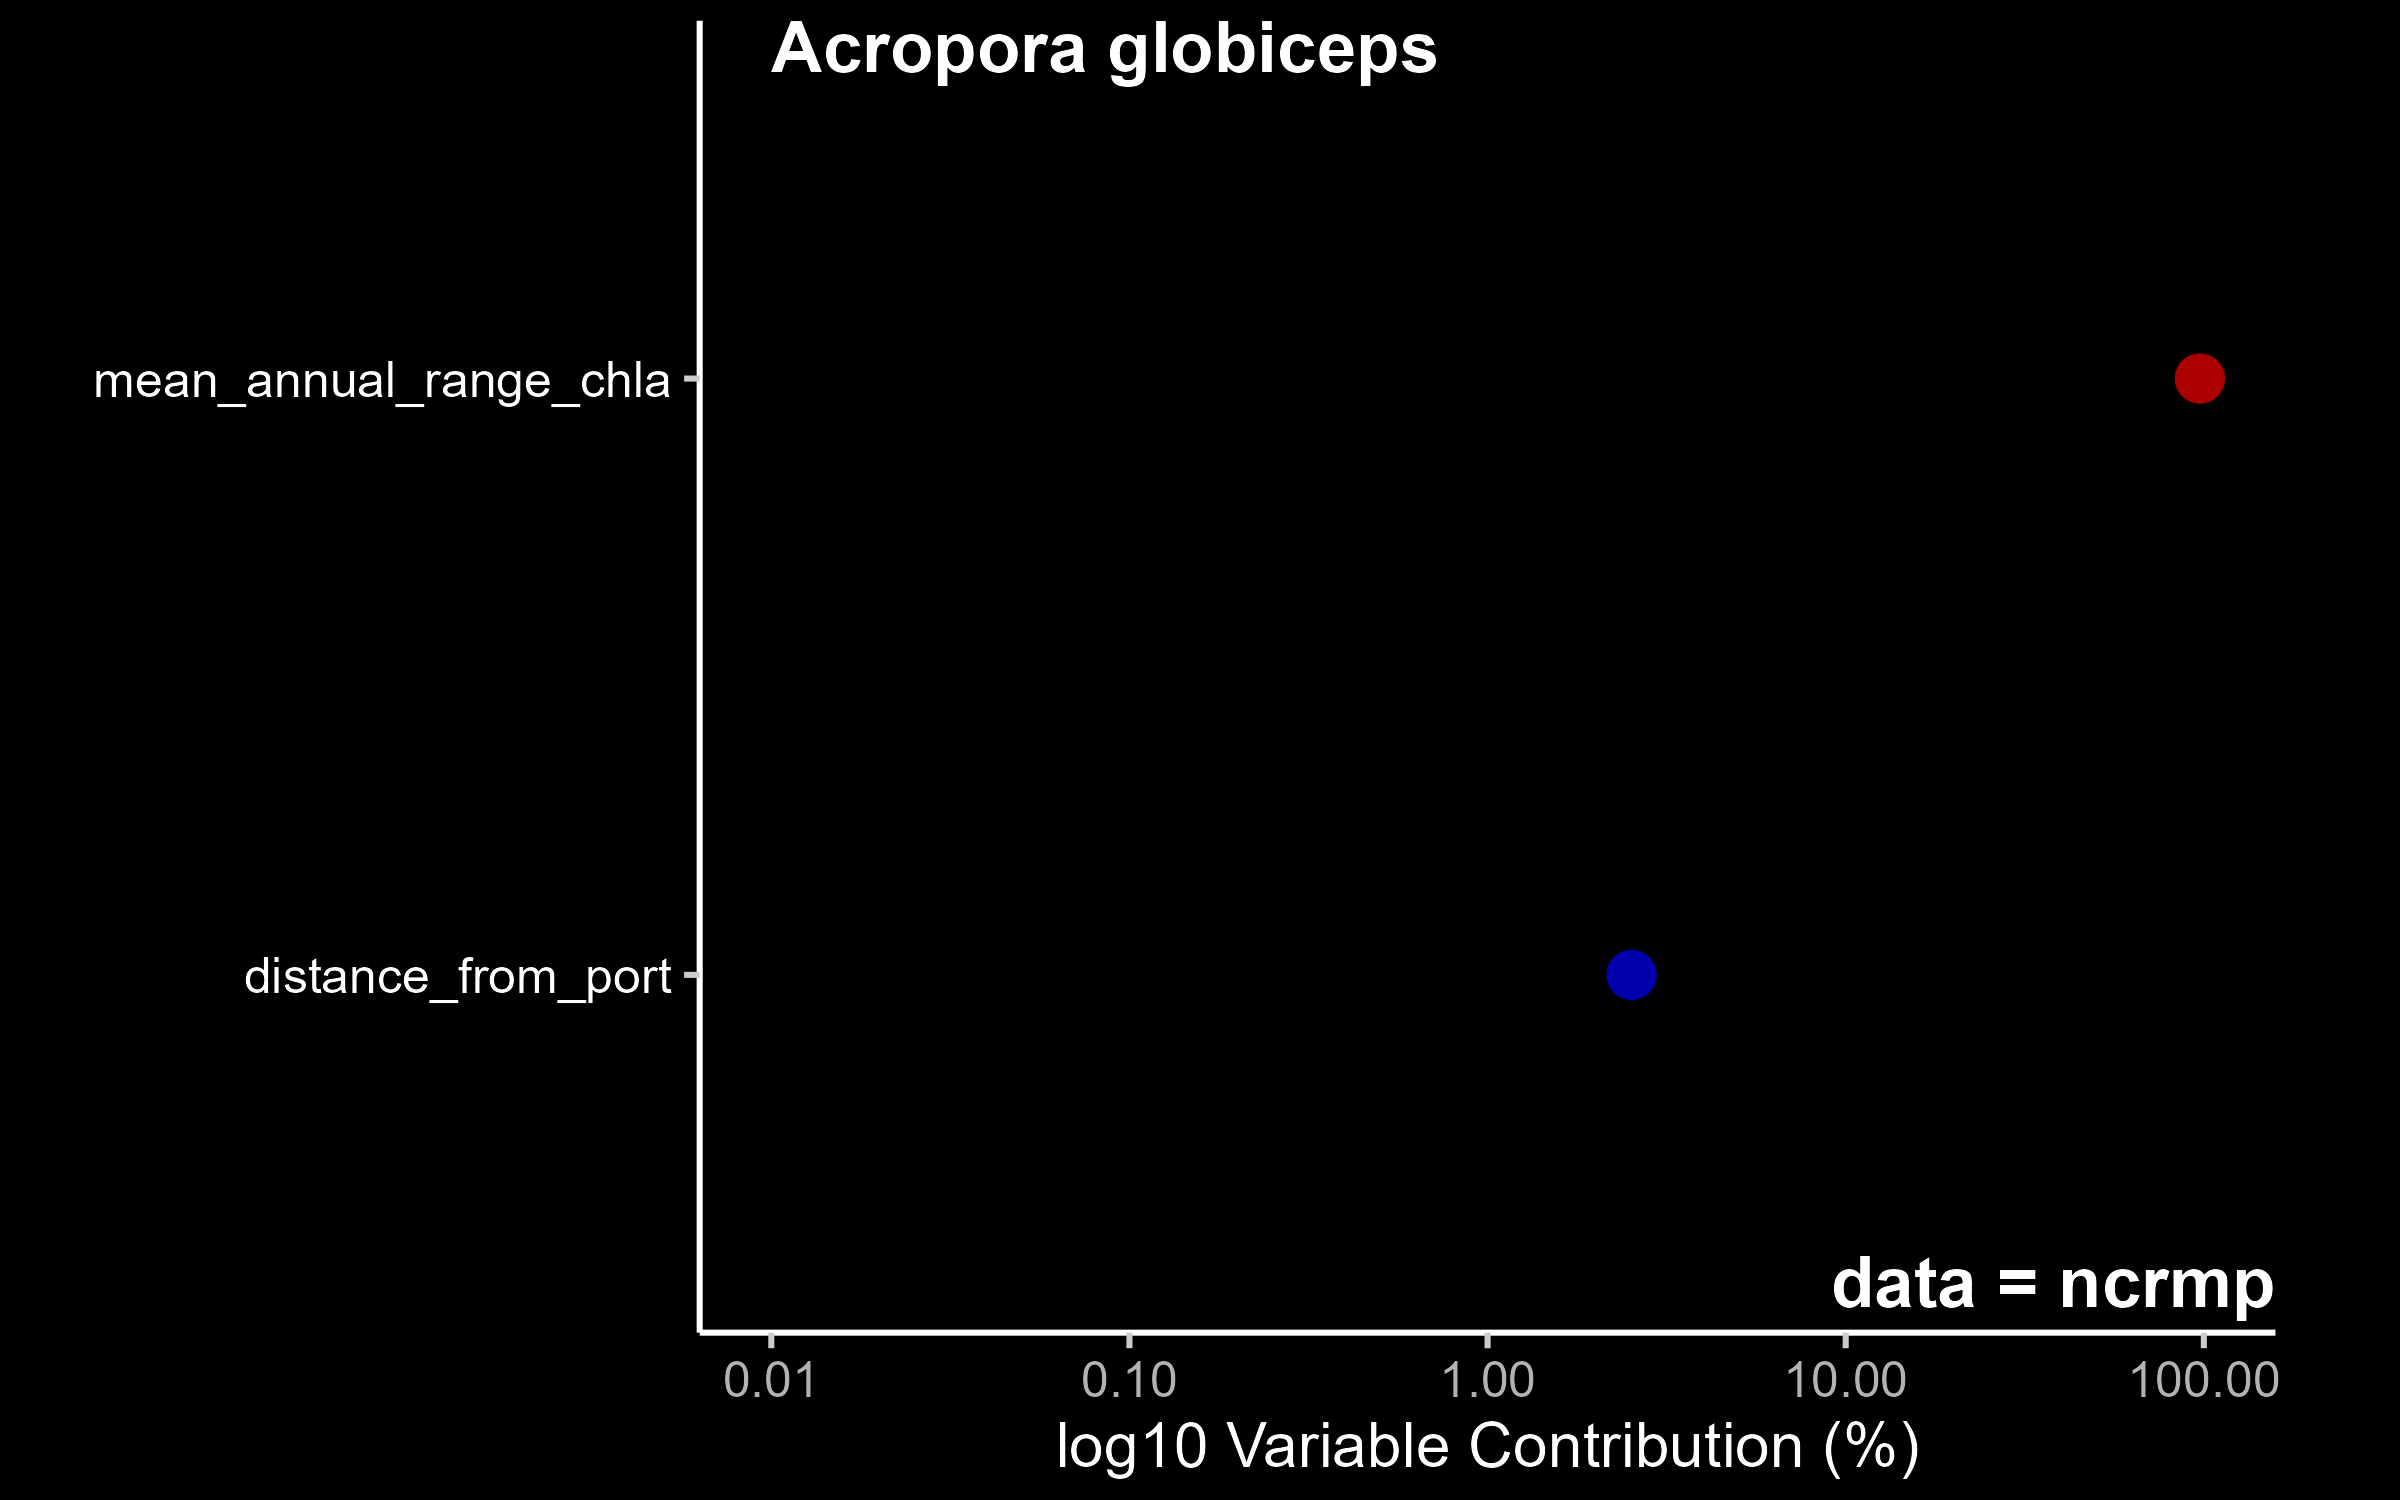 Acropora globiceps
mean_annual_range_chla
distance_from_port
data = ncrmp
0.01 0.10 1.00 10.00 100.00
log10 Variable Contribution (%)